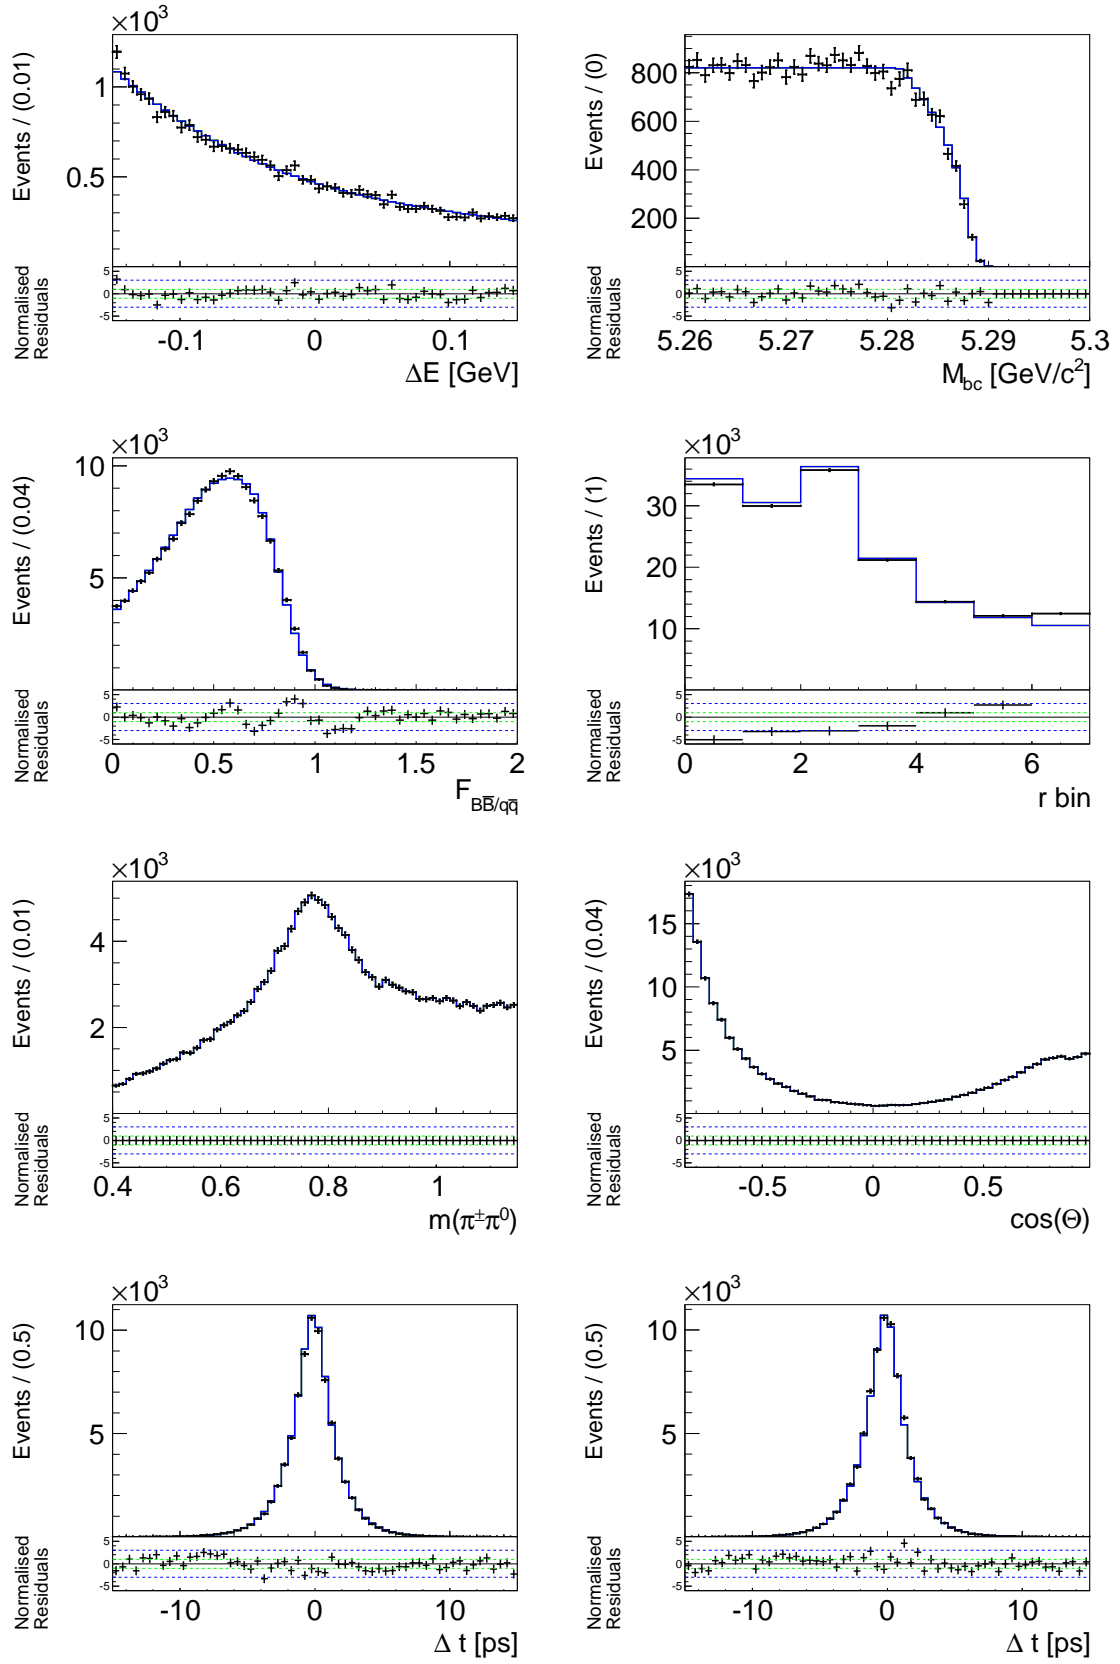 ×10³
Events / (0.01)
1
0.5
Normalised
Residuals
5
0
-5
-0.1 0 0.1
ΔE [GeV]
Events / (0)
800
600
400
200
Normalised
Residuals
5
0
-5
5.26 5.27 5.28 5.29 5.3
M_bc [GeV/c²]
×10³
Events / (0.04)
10
5
Normalised
Residuals
5
0
-5
0 0.5 1 1.5 2
F_BB̅/qq̅
×10³
Events / (1)
30
20
10
Normalised
Residuals
5
0
-5
0 2 4 6
r bin
×10³
Events / (0.01)
4
2
Normalised
Residuals
5
0
-5
0.4 0.6 0.8 1
m(π±π⁰)
×10³
Events / (0.04)
15
10
5
Normalised
Residuals
5
0
-5
-0.5 0 0.5
cos(Θ)
×10³
Events / (0.5)
10
5
Normalised
Residuals
5
0
-5
-10 0 10
Δ t [ps]
×10³
Events / (0.5)
10
5
Normalised
Residuals
5
0
-5
-10 0 10
Δ t [ps]